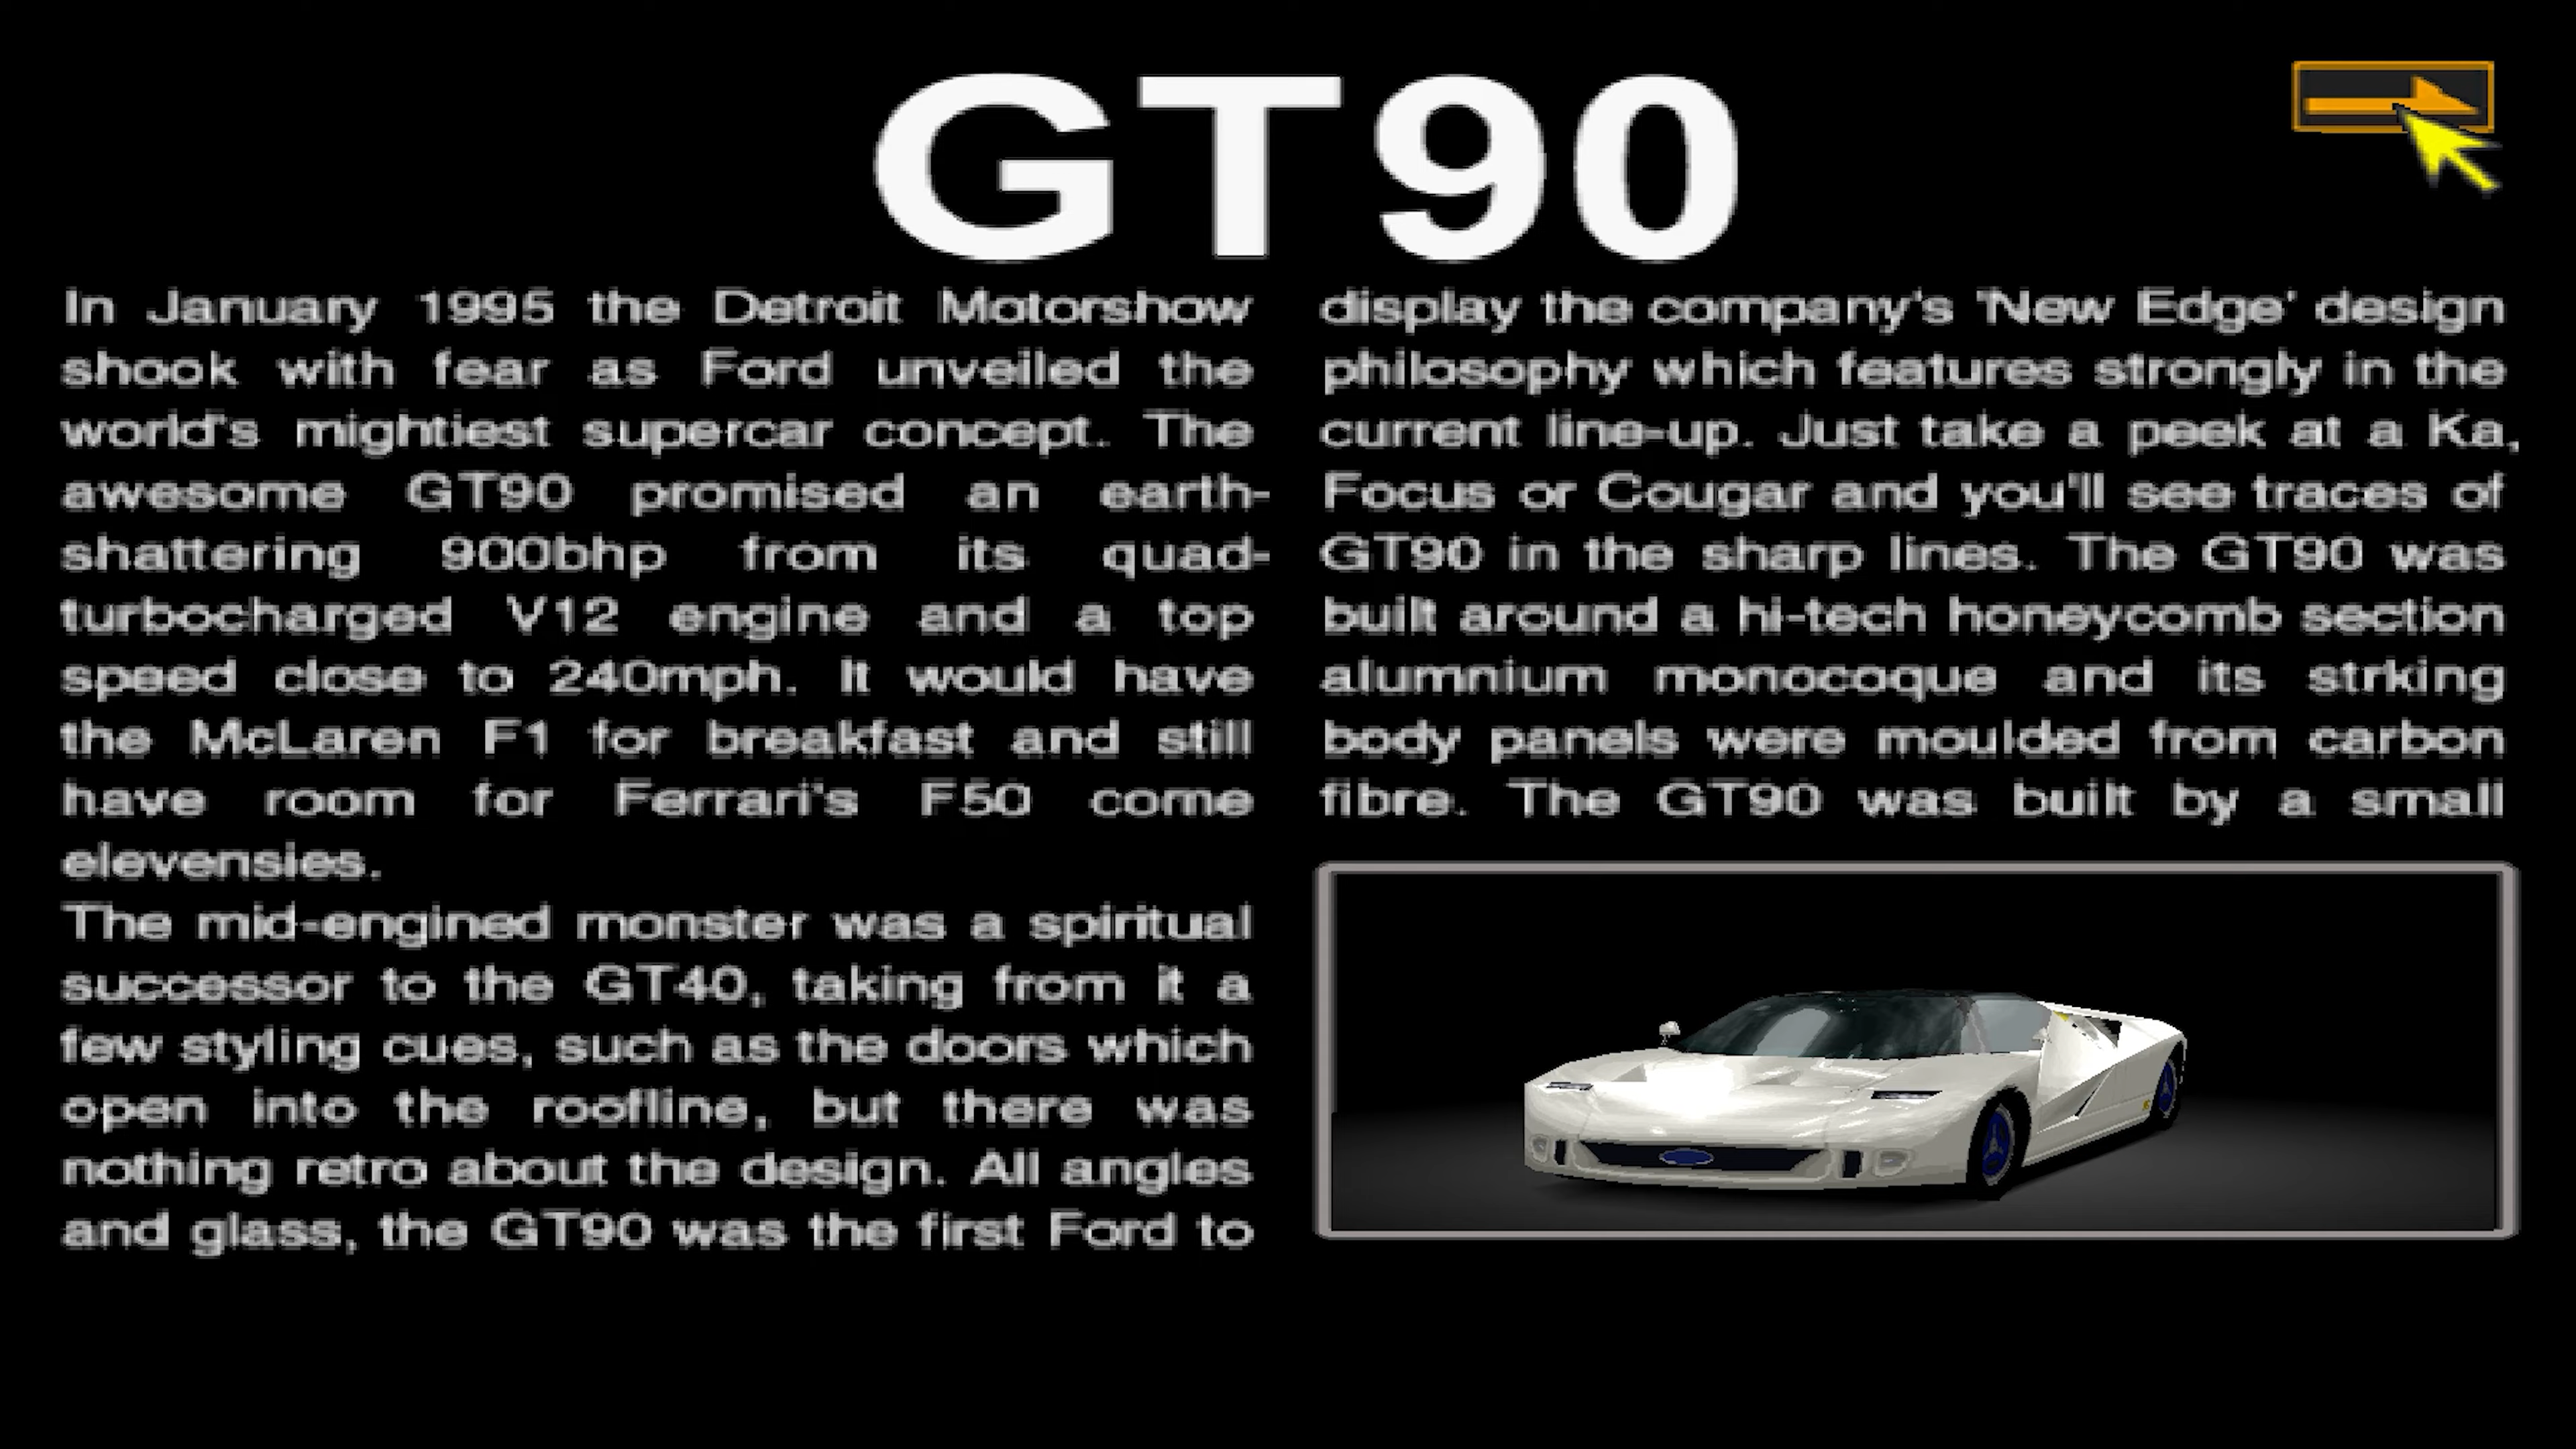 GT90
In January 1995 the Detroit Motorshow
shook with fear as Ford unveiled the
world's mightiest supercar concept. The
awesome GT90 promised an earth-
shattering 900bhp from its quad-
turbocharged V12 engine and a top
speed close to 240mph. It would have
the McLaren F1 for breakfast and still
have room for Ferrari's F50 come
elevensies.
The mid-engined monster was a spiritual
successor to the GT40, taking from it a
few styling cues, such as the doors which
open into the roofline, but there was
nothing retro about the design. All angles
and glass, the GT90 was the first Ford to
display the company's 'New Edge' design
philosophy which features strongly in the
current line-up. Just take a peek at a Ka,
Focus or Cougar and you'll see traces of
GT90 in the sharp lines. The GT90 was
built around a hi-tech honeycomb section
alumnium monocoque and its strking
body panels were moulded from carbon
fibre. The GT90 was built by a small